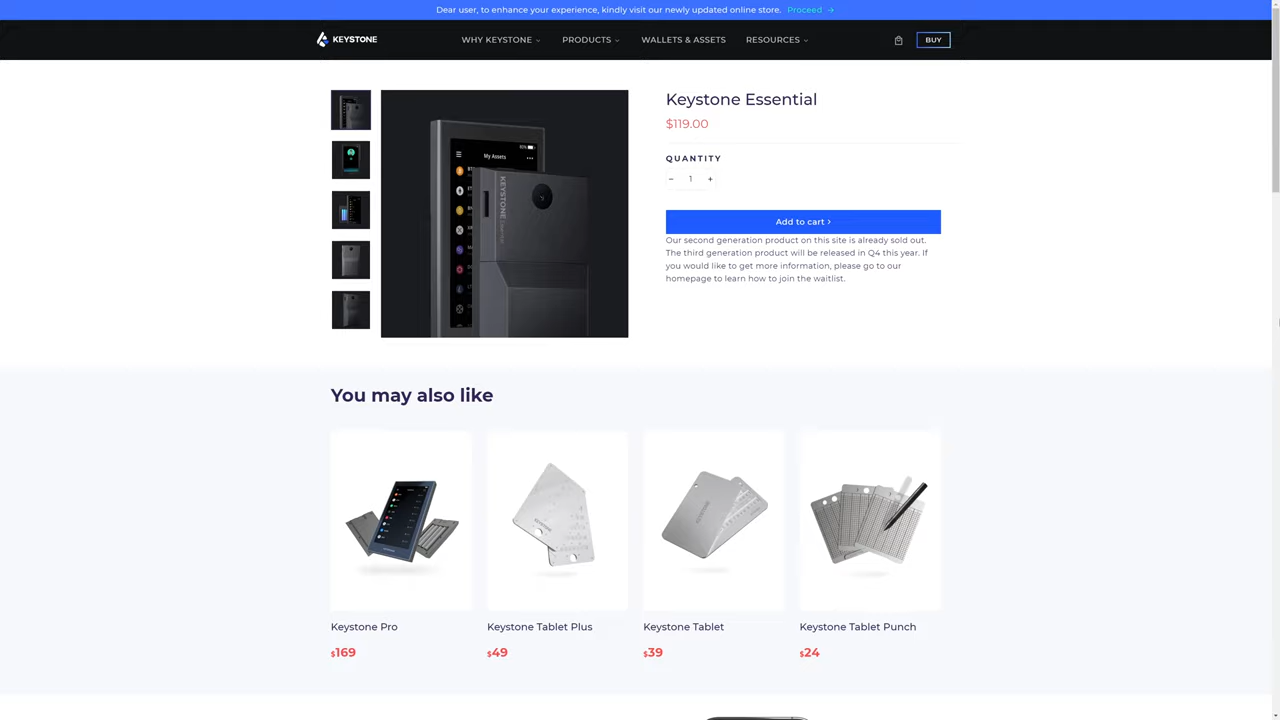 Dear user, to enhance your experience, kindly visit our newly updated online store. Proceed →
KEYSTONE
WHY KEYSTONE
PRODUCTS
WALLETS & ASSETS
RESOURCES
BUY
Keystone Essential
$119.00
QUANTITY
− 1 +
Add to cart ›
Our second generation product on this site is already sold out.
The third generation product will be released in Q4 this year. If
you would like to get more information, please go to our
homepage to learn how to join the waitlist.
My Assets
KEYSTONE
You may also like
Keystone Pro
$169
Keystone Tablet Plus
$49
Keystone Tablet
$39
Keystone Tablet Punch
$24